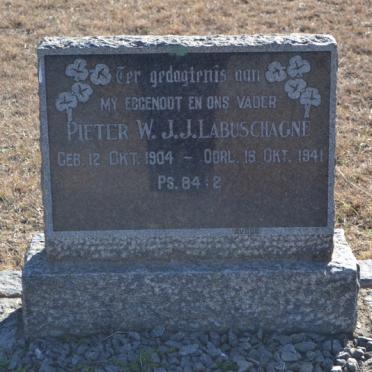 Ter gedagtenis aan
MY EGGENOOT EN ONS VADER
PIETER W. J. J. LABUSCHAGNE
GEB. 12 OKT. 1904 - OORL. 19 OKT. 1941
PS. 84:2